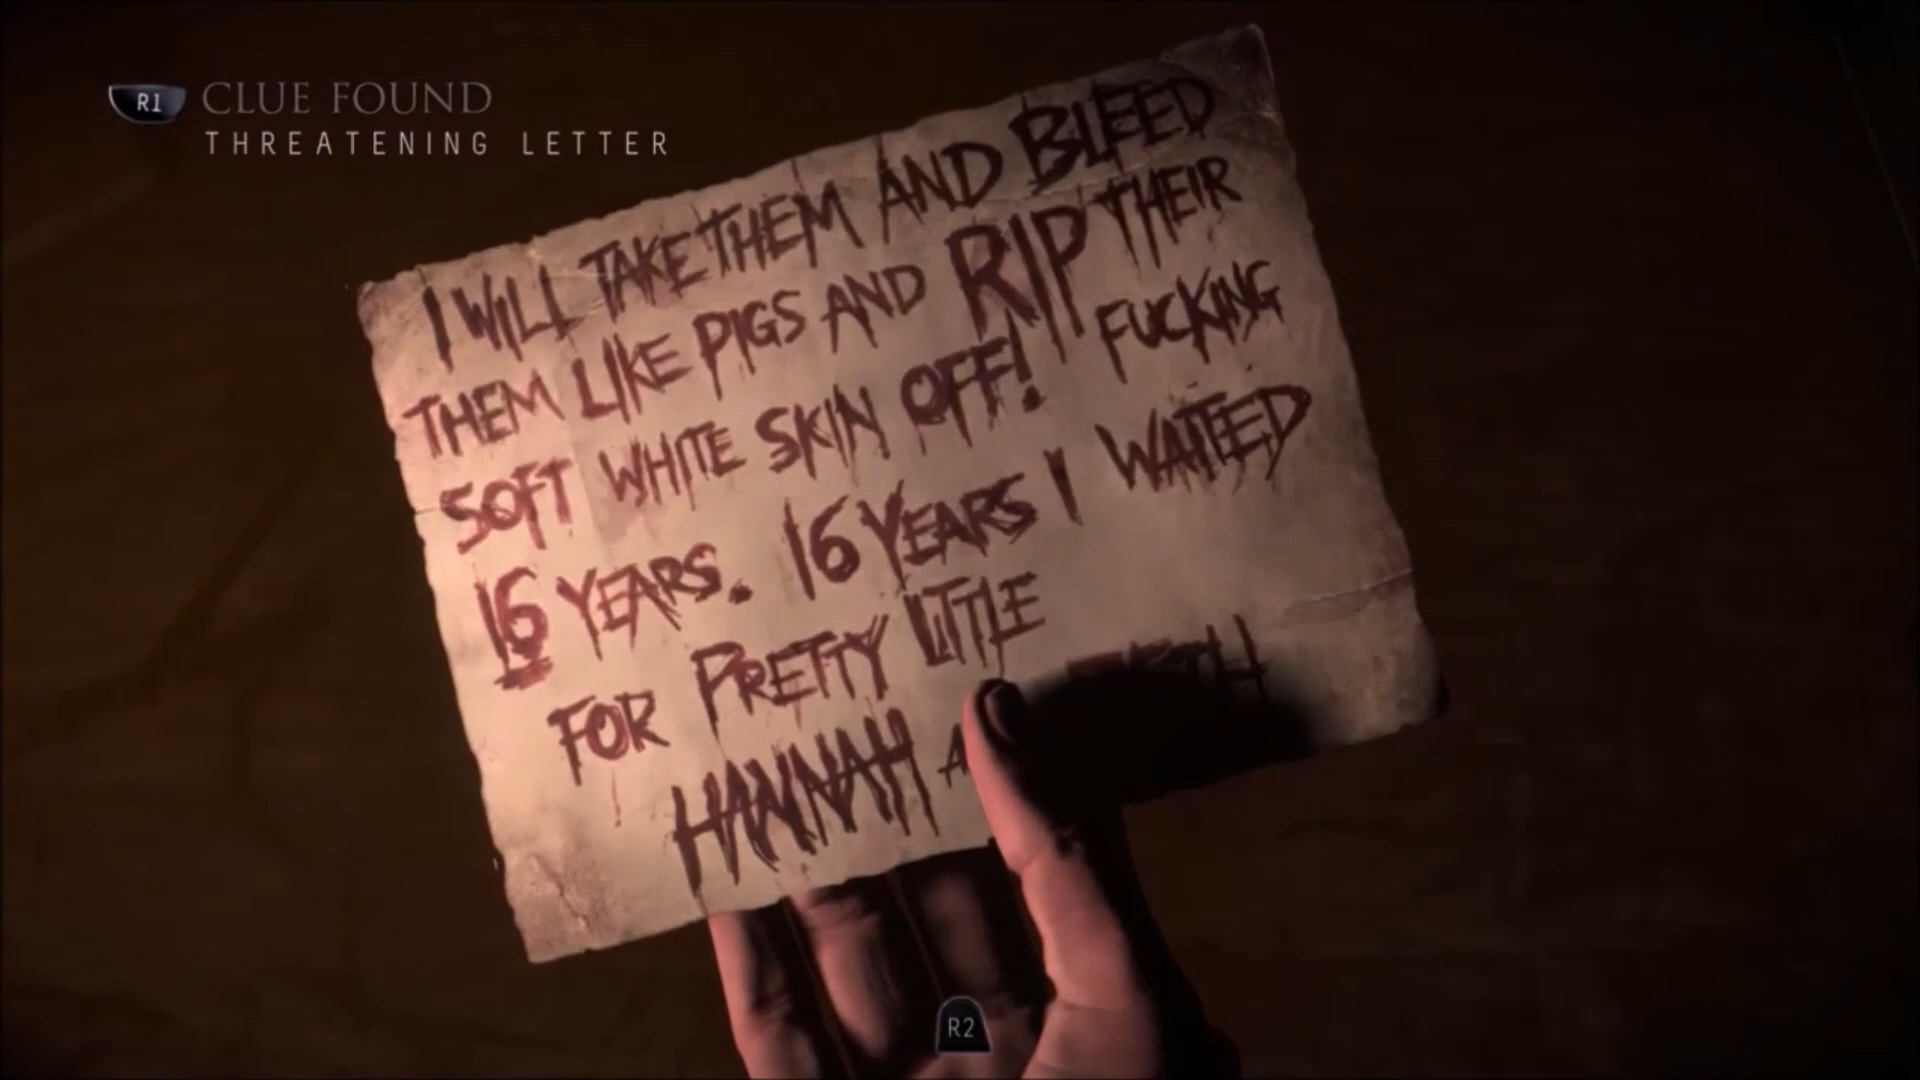 R1 CLUE FOUND
THREATENING LETTER
I WILL TAKE THEM AND BLEED
THEM LIKE PIGS AND RIP THEIR
SOFT WHITE SKIN OFF! FUCKING
16 YEARS. 16 YEARS I WAITED
FOR PRETTY LITTLE
HANNAH
R2